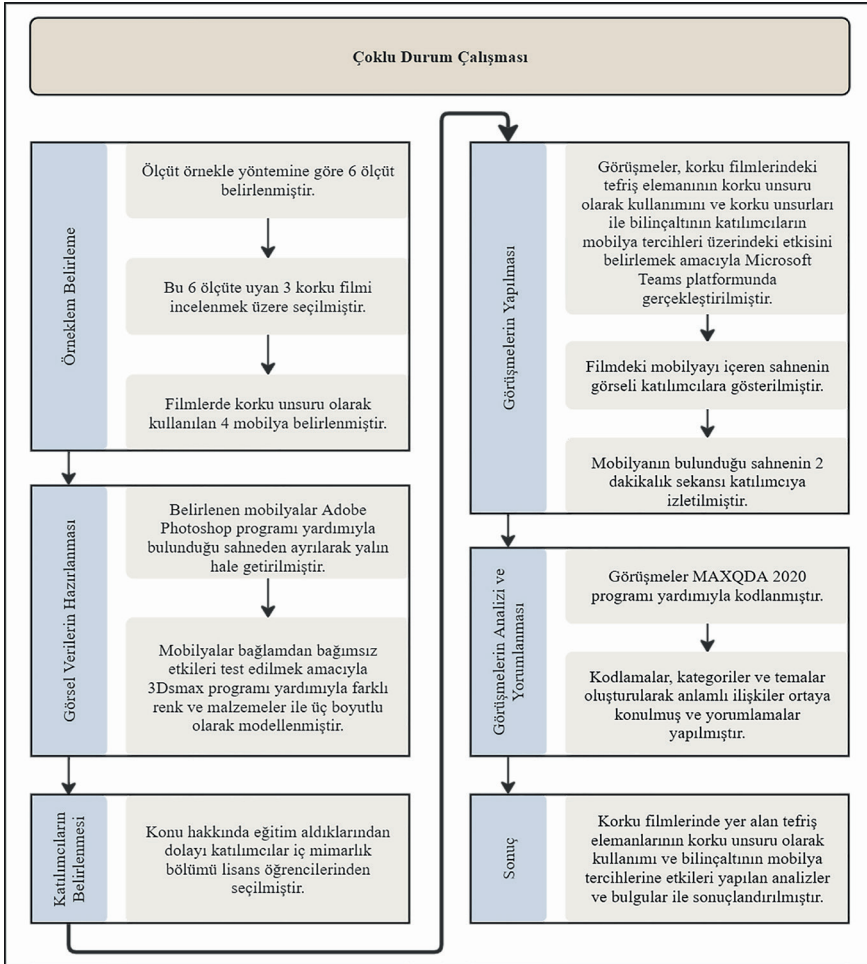 Çoklu Durum Çalışması
Örneklem Belirleme
Ölçüt örnekle yöntemine göre 6 ölçüt
belirlenmiştir.
Bu 6 ölçüte uyan 3 korku filmi
incelenmek üzere seçilmiştir.
Filmlerde korku unsuru olarak
kullanılan 4 mobilya belirlenmiştir.
Görsel Verilerin Hazırlanması
Belirlenen mobilyalar Adobe
Photoshop programı yardımıyla
bulunduğu sahneden ayrılarak yalın
hale getirilmiştir.
Mobilyalar bağlamdan bağımsız
etkileri test edilmek amacıyla
3Dsmax programı yardımıyla farklı
renk ve malzemeler ile üç boyutlu
olarak modellenmiştir.
Katılımcıların
Belirlenmesi
Konu hakkında eğitim aldıklarından
dolayı katılımcılar iç mimarlık
bölümü lisans öğrencilerinden
seçilmiştir.
Görüşmelerin Yapılması
Görüşmeler, korku filmlerindeki
tefriş elemanının korku unsuru
olarak kullanımını ve korku unsurları
ile bilinçaltının katılımcıların
mobilya tercihleri üzerindeki etkisini
belirlemek amacıyla Microsoft
Teams platformunda
gerçekleştirilmiştir.
Filmdeki mobilyayı içeren sahnenin
görseli katılımcılara gösterilmiştir.
Mobilyanın bulunduğu sahnenin 2
dakikalık sekansı katılımcıya
izletilmiştir.
Görüşmelerin Analizi ve
Yorumlanması
Görüşmeler MAXQDA 2020
programı yardımıyla kodlanmıştır.
Kodlamalar, kategoriler ve temalar
oluşturularak anlamlı ilişkiler ortaya
konulmuş ve yorumlamalar
yapılmıştır.
Sonuç
Korku filmlerinde yer alan tefriş
elemanlarının korku unsuru olarak
kullanımı ve bilinçaltının mobilya
tercihlerine etkileri yapılan analizler
ve bulgular ile sonuçlandırılmıştır.